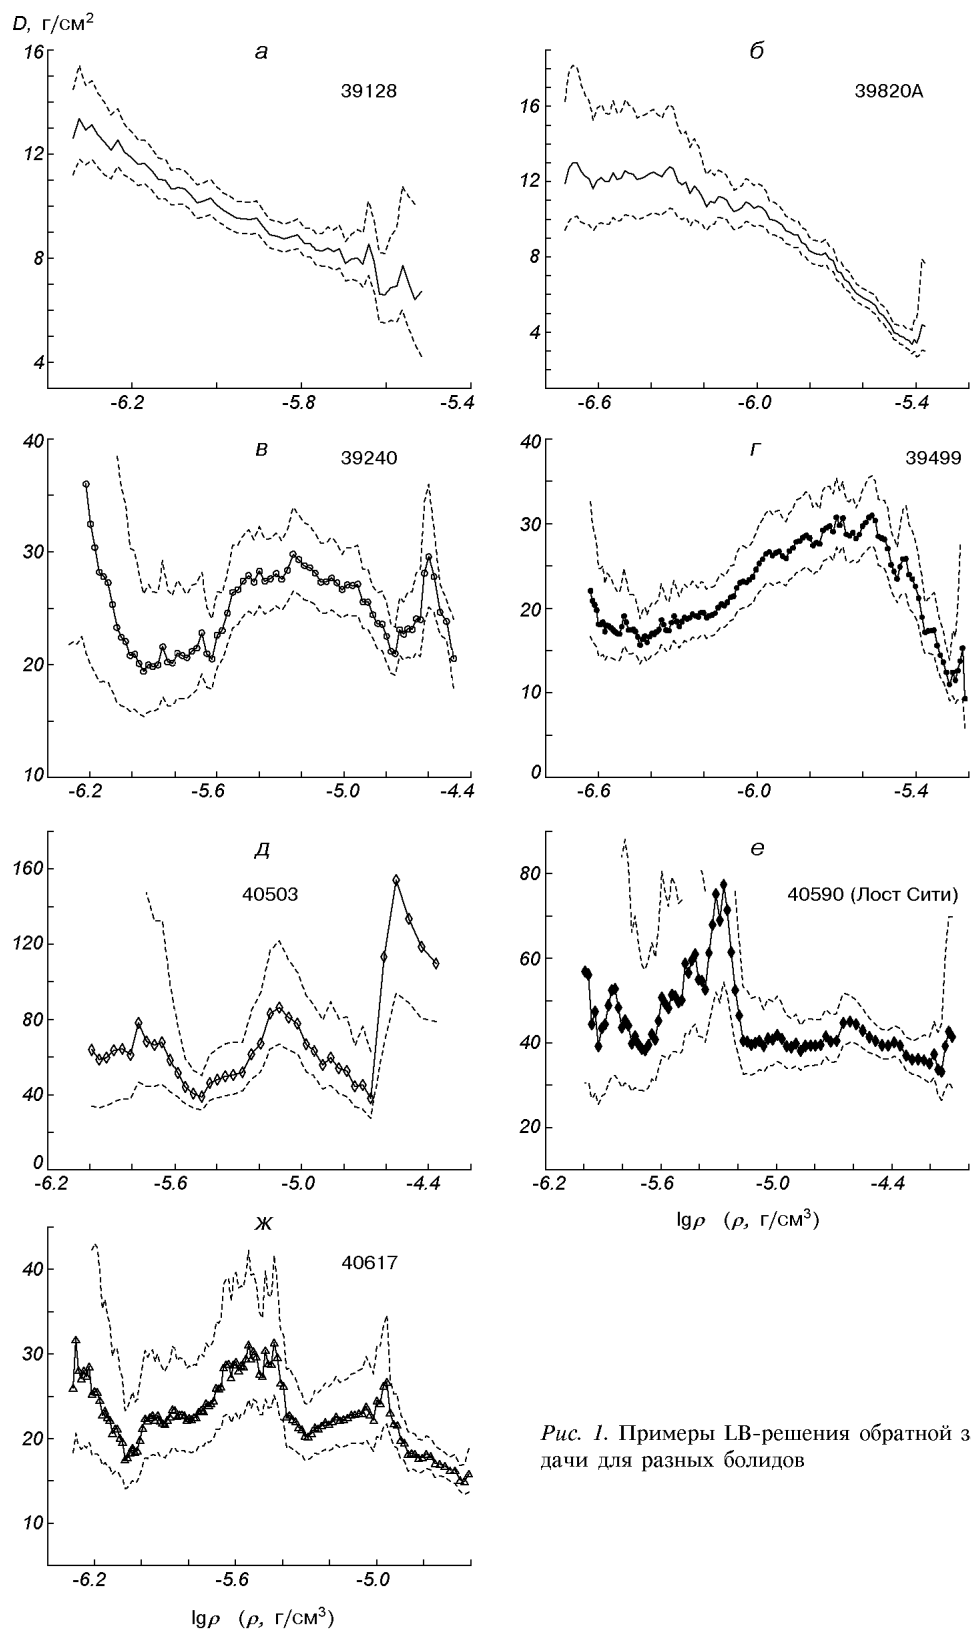 D, г/см²
а
39128
16
12
8
4
-6.2 -5.8 -5.4
б
39820А
16
12
8
4
-6.6 -6.0 -5.4
в
39240
40
30
20
10
-6.2 -5.6 -5.0 -4.4
г
39499
40
30
20
10
0
-6.6 -6.0 -5.4
д
40503
160
120
80
40
0
-6.2 -5.6 -5.0 -4.4
е
40590 (Лост Сити)
80
60
40
20
-6.2 -5.6 -5.0 -4.4
lgρ (ρ, г/см³)
ж
40617
40
30
20
10
-6.2 -5.6 -5.0
lgρ (ρ, г/см³)
Рис. 1. Примеры LB-решения обратной з
дачи для разных болидов